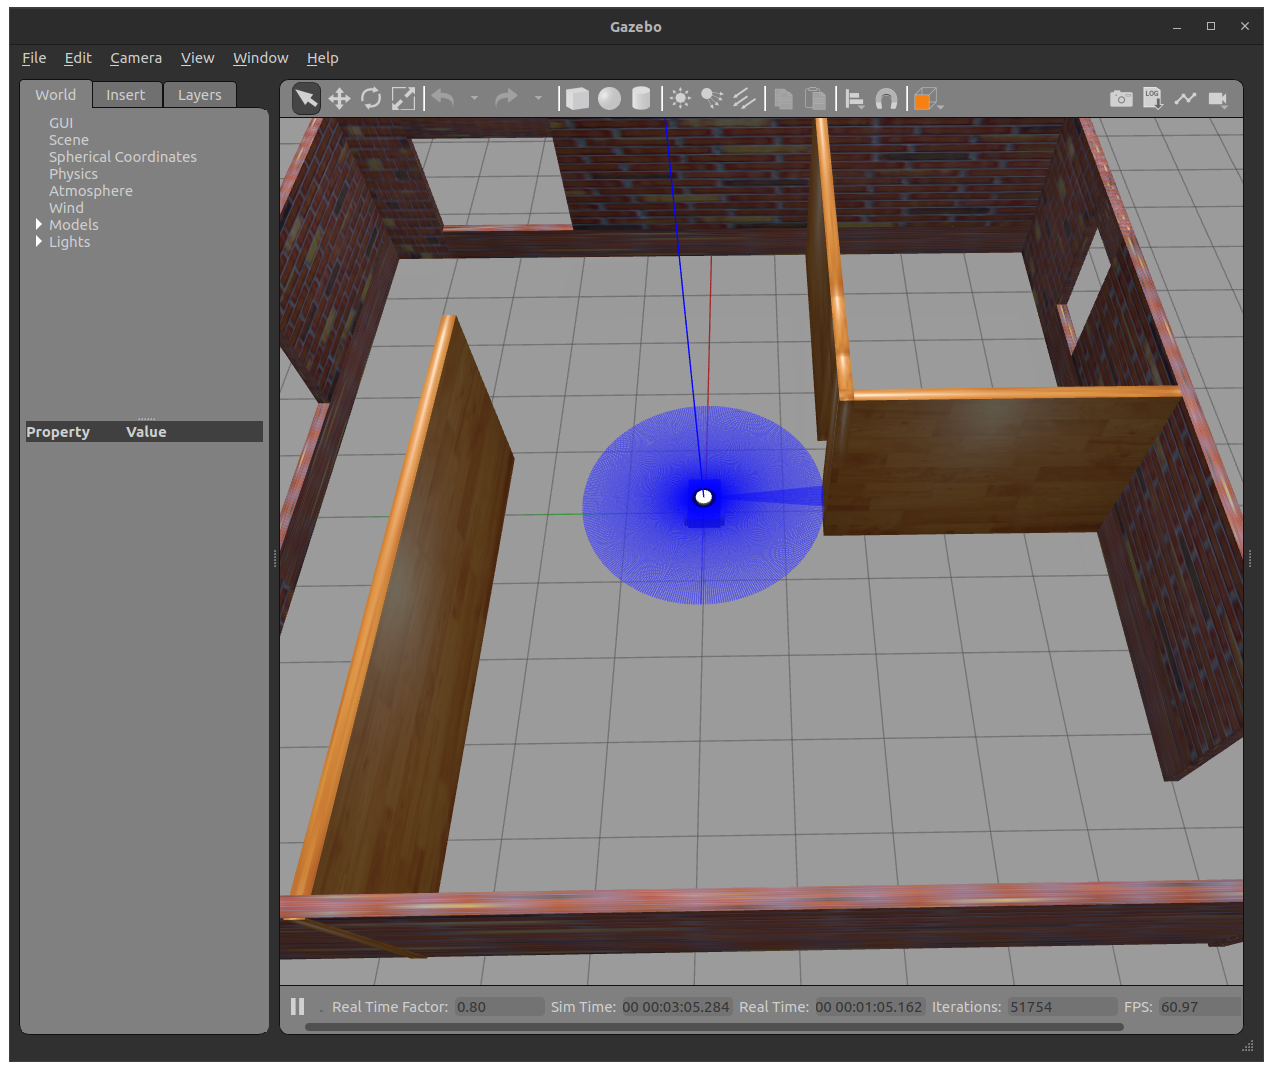 Gazebo
File Edit Camera View Window Help
World Insert Layers
LOG
GUI
Scene
Spherical Coordinates
Physics
Atmosphere
Wind
Models
Lights
Property Value
Real Time Factor: 0.80 Sim Time: 00 00:03:05.284 Real Time: 00 00:01:05.162 Iterations: 51754 FPS: 60.97